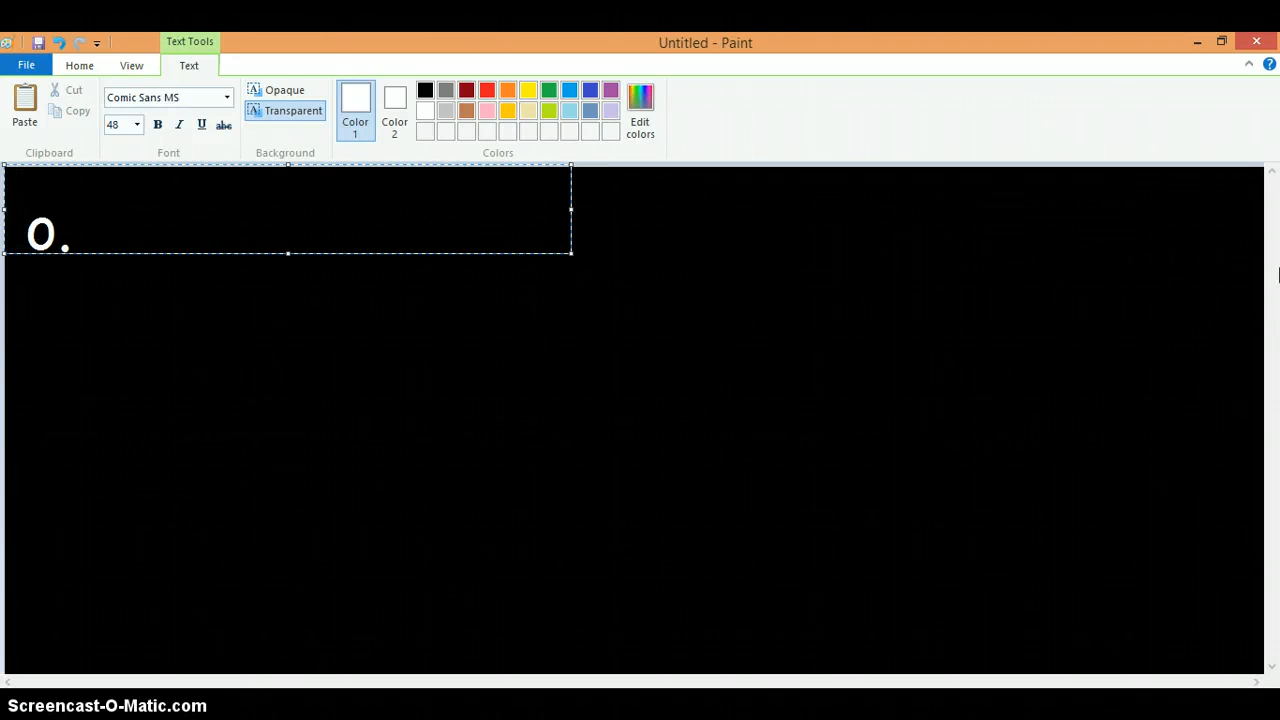 Text Tools
Untitled - Paint
File
Home
View
Text
Paste
Cut
Copy
Clipboard
Comic Sans MS
48
B
I
U
abc
Font
A Opaque
A Transparent
Background
Color 1
Color 2
Edit colors
Colors
0.
Screencast-O-Matic.com